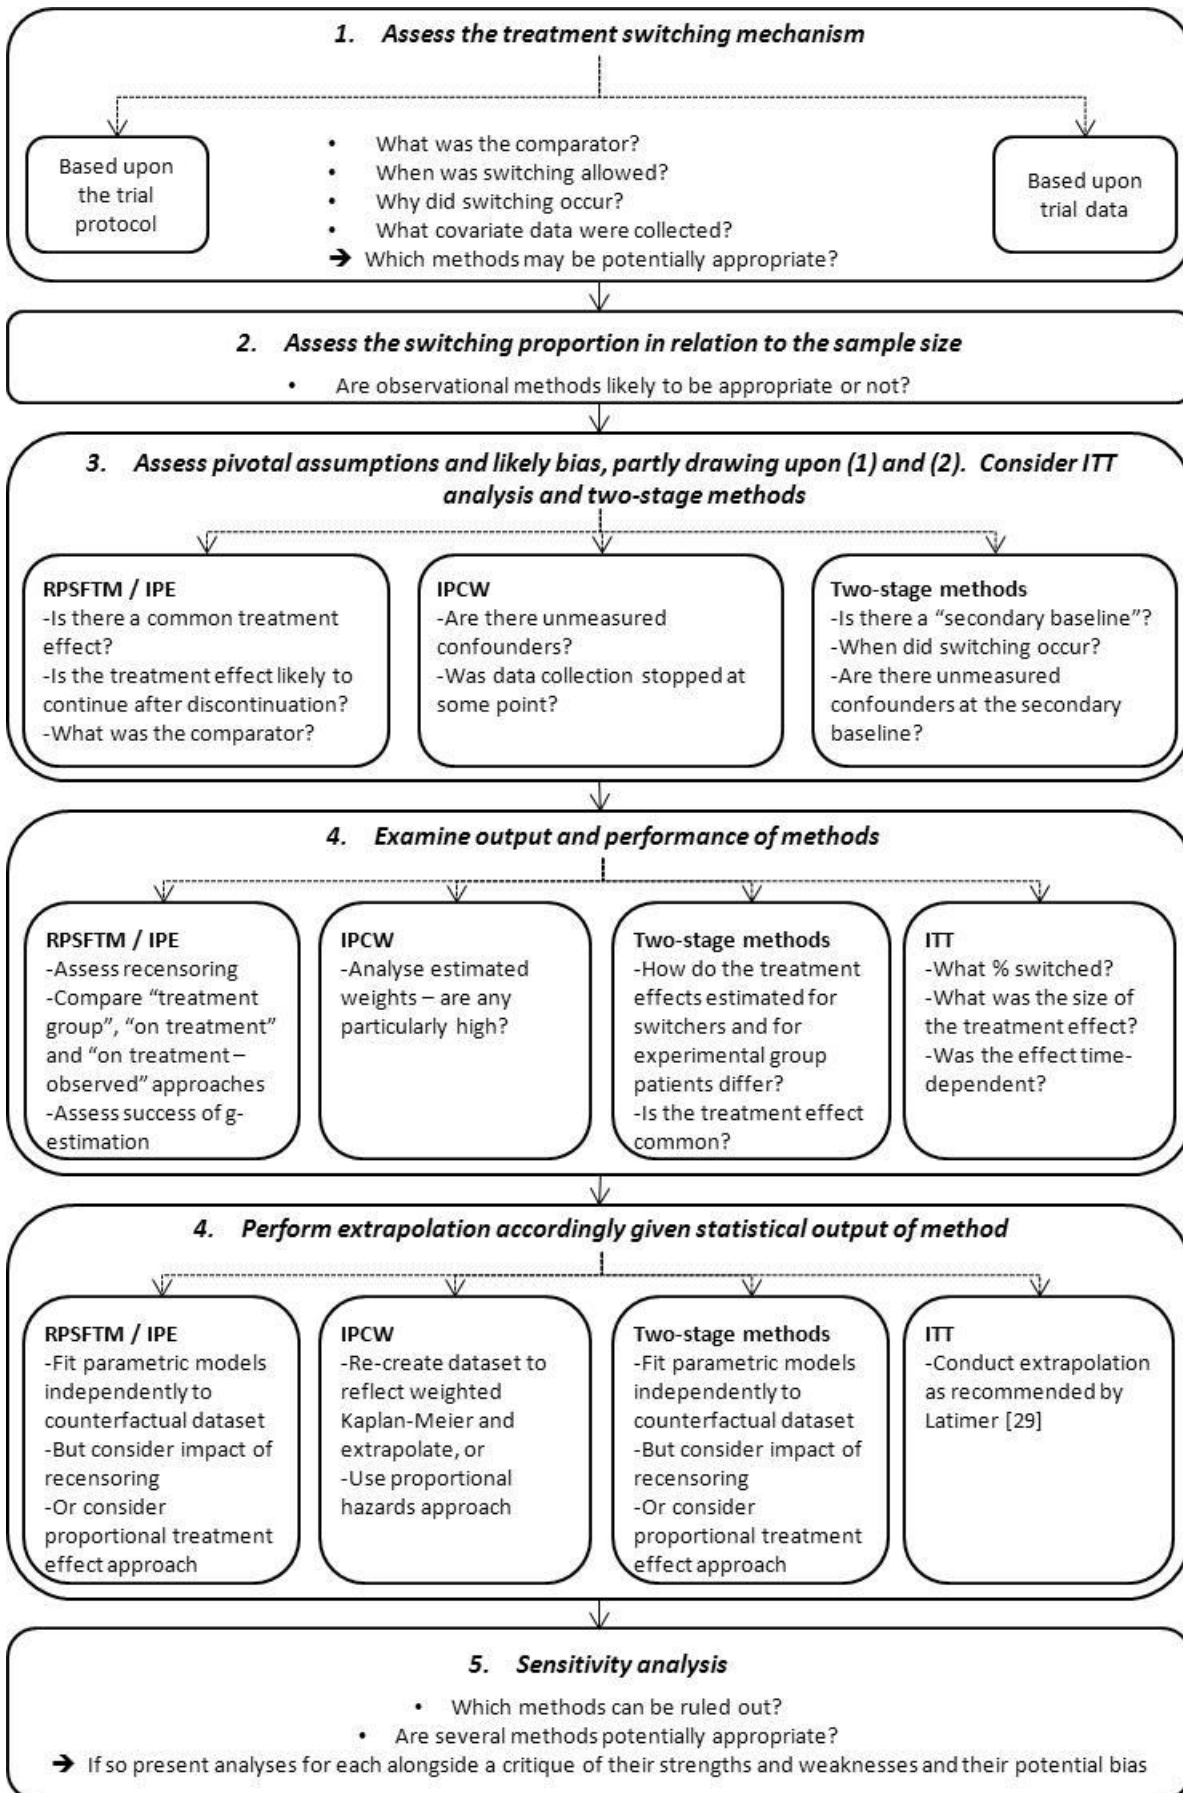 1. Assess the treatment switching mechanism
Based upon
the trial
protocol
• What was the comparator?
• When was switching allowed?
• Why did switching occur?
• What covariate data were collected?
➔ Which methods may be potentially appropriate?
Based upon
trial data
2. Assess the switching proportion in relation to the sample size
• Are observational methods likely to be appropriate or not?
3. Assess pivotal assumptions and likely bias, partly drawing upon (1) and (2). Consider ITT
analysis and two-stage methods
RPSFTM / IPE
-Is there a common treatment
effect?
-Is the treatment effect likely to
continue after discontinuation?
-What was the comparator?
IPCW
-Are there unmeasured
confounders?
-Was data collection stopped at
some point?
Two-stage methods
-Is there a “secondary baseline”?
-When did switching occur?
-Are there unmeasured
confounders at the secondary
baseline?
4. Examine output and performance of methods
RPSFTM / IPE
-Assess recensoring
-Compare “treatment
group”, “on treatment”
and “on treatment –
observed” approaches
-Assess success of g-
estimation
IPCW
-Analyse estimated
weights – are any
particularly high?
Two-stage methods
-How do the treatment
effects estimated for
switchers and for
experimental group
patients differ?
-Is the treatment effect
common?
ITT
-What % switched?
-What was the size of
the treatment effect?
-Was the effect time-
dependent?
4. Perform extrapolation accordingly given statistical output of method
RPSFTM / IPE
-Fit parametric models
independently to
counterfactual dataset
-But consider impact of
recensoring
-Or consider
proportional treatment
effect approach
IPCW
-Re-create dataset to
reflect weighted
Kaplan-Meier and
extrapolate, or
-Use proportional
hazards approach
Two-stage methods
-Fit parametric models
independently to
counterfactual dataset
-But consider impact of
recensoring
-Or consider
proportional treatment
effect approach
ITT
-Conduct extrapolation
as recommended by
Latimer [29]
5. Sensitivity analysis
• Which methods can be ruled out?
• Are several methods potentially appropriate?
➔ If so present analyses for each alongside a critique of their strengths and weaknesses and their potential bias